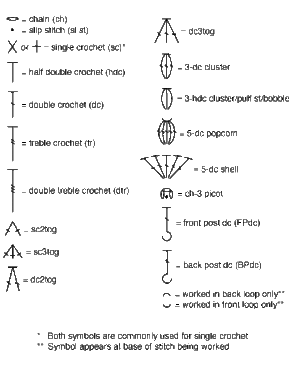 = chain (ch)
= slip stitch (sl st)
or = single crochet (sc)*
= half double crochet (hdc)
= double crochet (dc)
= treble crochet (tr)
= double treble crochet (dtr)
= sc2tog
= sc3tog
= dc2tog
= dc3tog
= 3-dc cluster
= 3-hdc cluster/puff st/bobble
= 5-dc popcorn
= 5-dc shell
= ch-3 picot
= front post dc (FPdc)
= back post dc (BPdc)
= worked in back loop only**
= worked in front loop only**
* Both symbols are commonly used for single crochet
** Symbol appears at base of stitch being worked